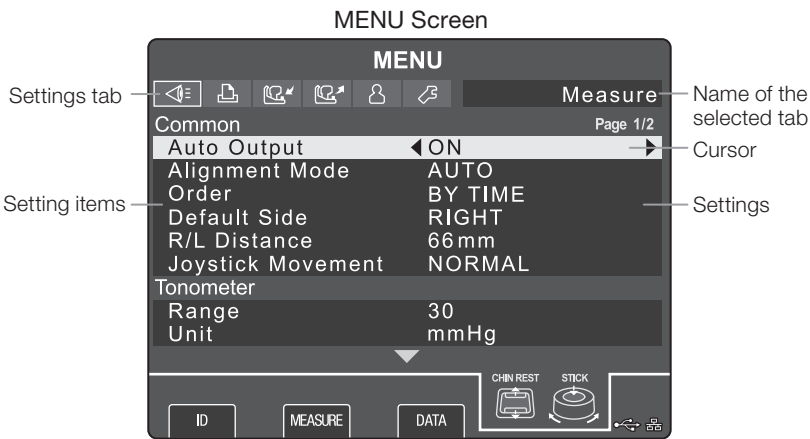 MENU Screen
MENU
Settings tab
Measure
Name of the
selected tab
Common
Page 1/2
Auto Output ON
Cursor
Alignment Mode AUTO
Setting items
Order BY TIME
Settings
Default Side RIGHT
R/L Distance 66mm
Joystick Movement NORMAL
Tonometer
Range 30
Unit mmHg
CHIN REST STICK
ID MEASURE DATA